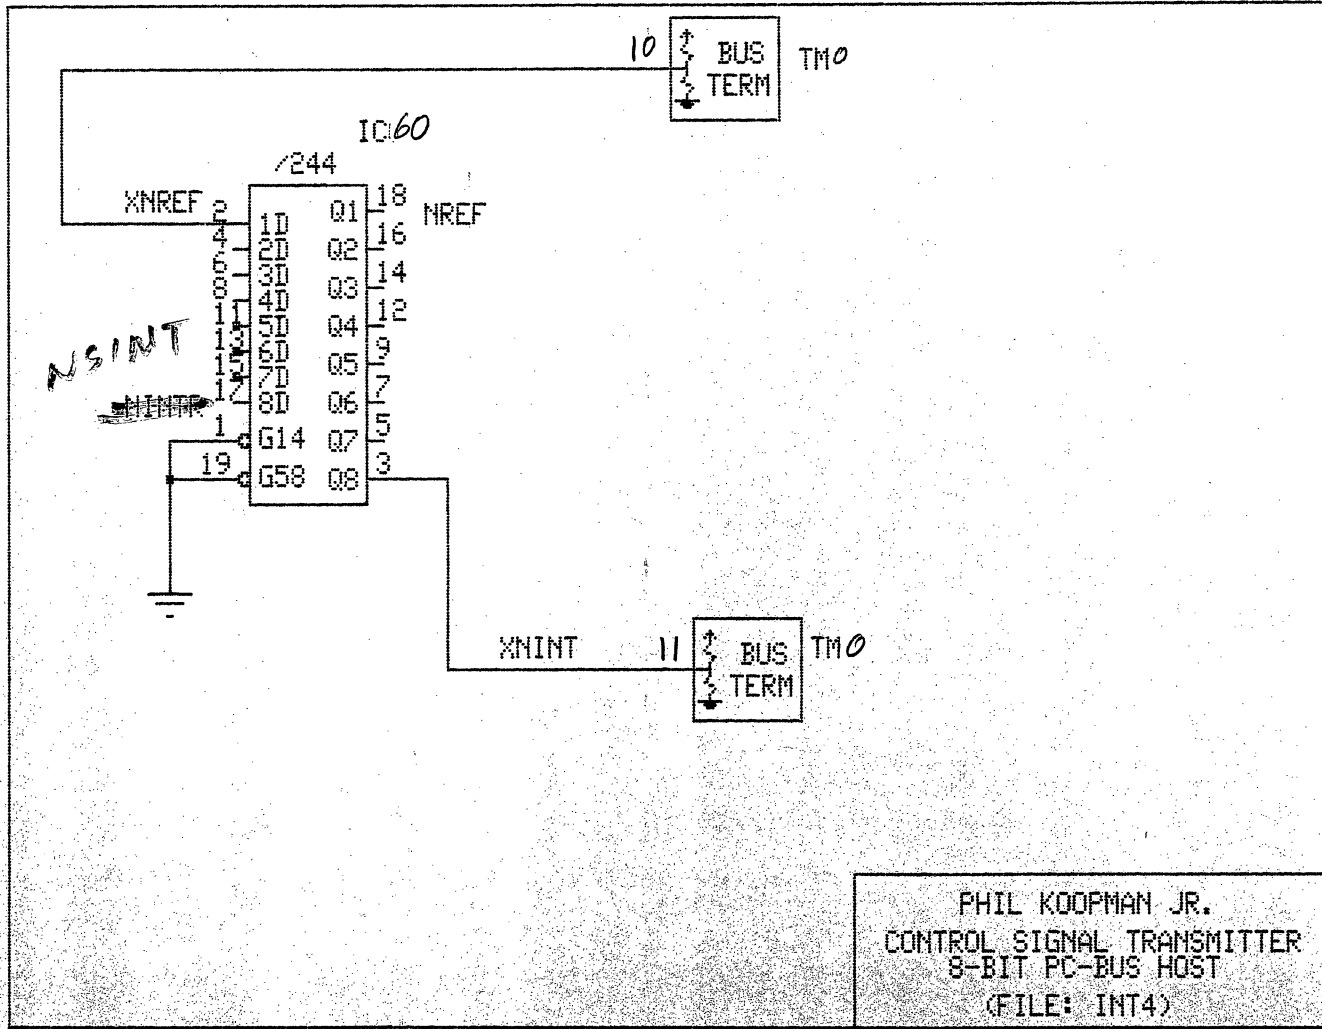 10
BUS
TERM
TM0
IC 60
/244
XNREF
2
1D
Q1
18
NREF
4
2D
Q2
16
6
3D
Q3
14
8
4D
Q4
12
11
5D
Q5
9
13
6D
Q6
7
15
7D
Q7
5
17
8D
Q8
3
NSINT
NINTR
1
G14
19
G58
XNINT
11
BUS
TERM
TM0
PHIL KOOPMAN JR.
CONTROL SIGNAL TRANSMITTER
8-BIT PC-BUS HOST
(FILE: INT4)